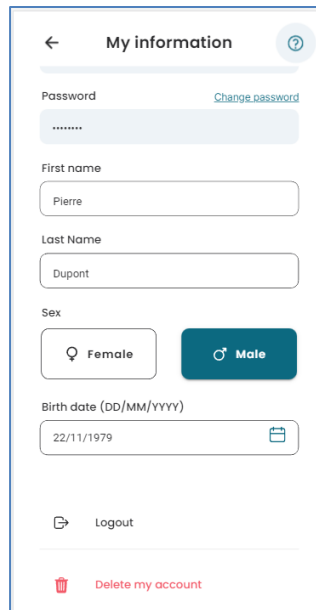 My information
Password Change password
••••••••
First name
Pierre
Last Name
Dupont
Sex
Female Male
Birth date (DD/MM/YYYY)
22/11/1979
Logout
Delete my account